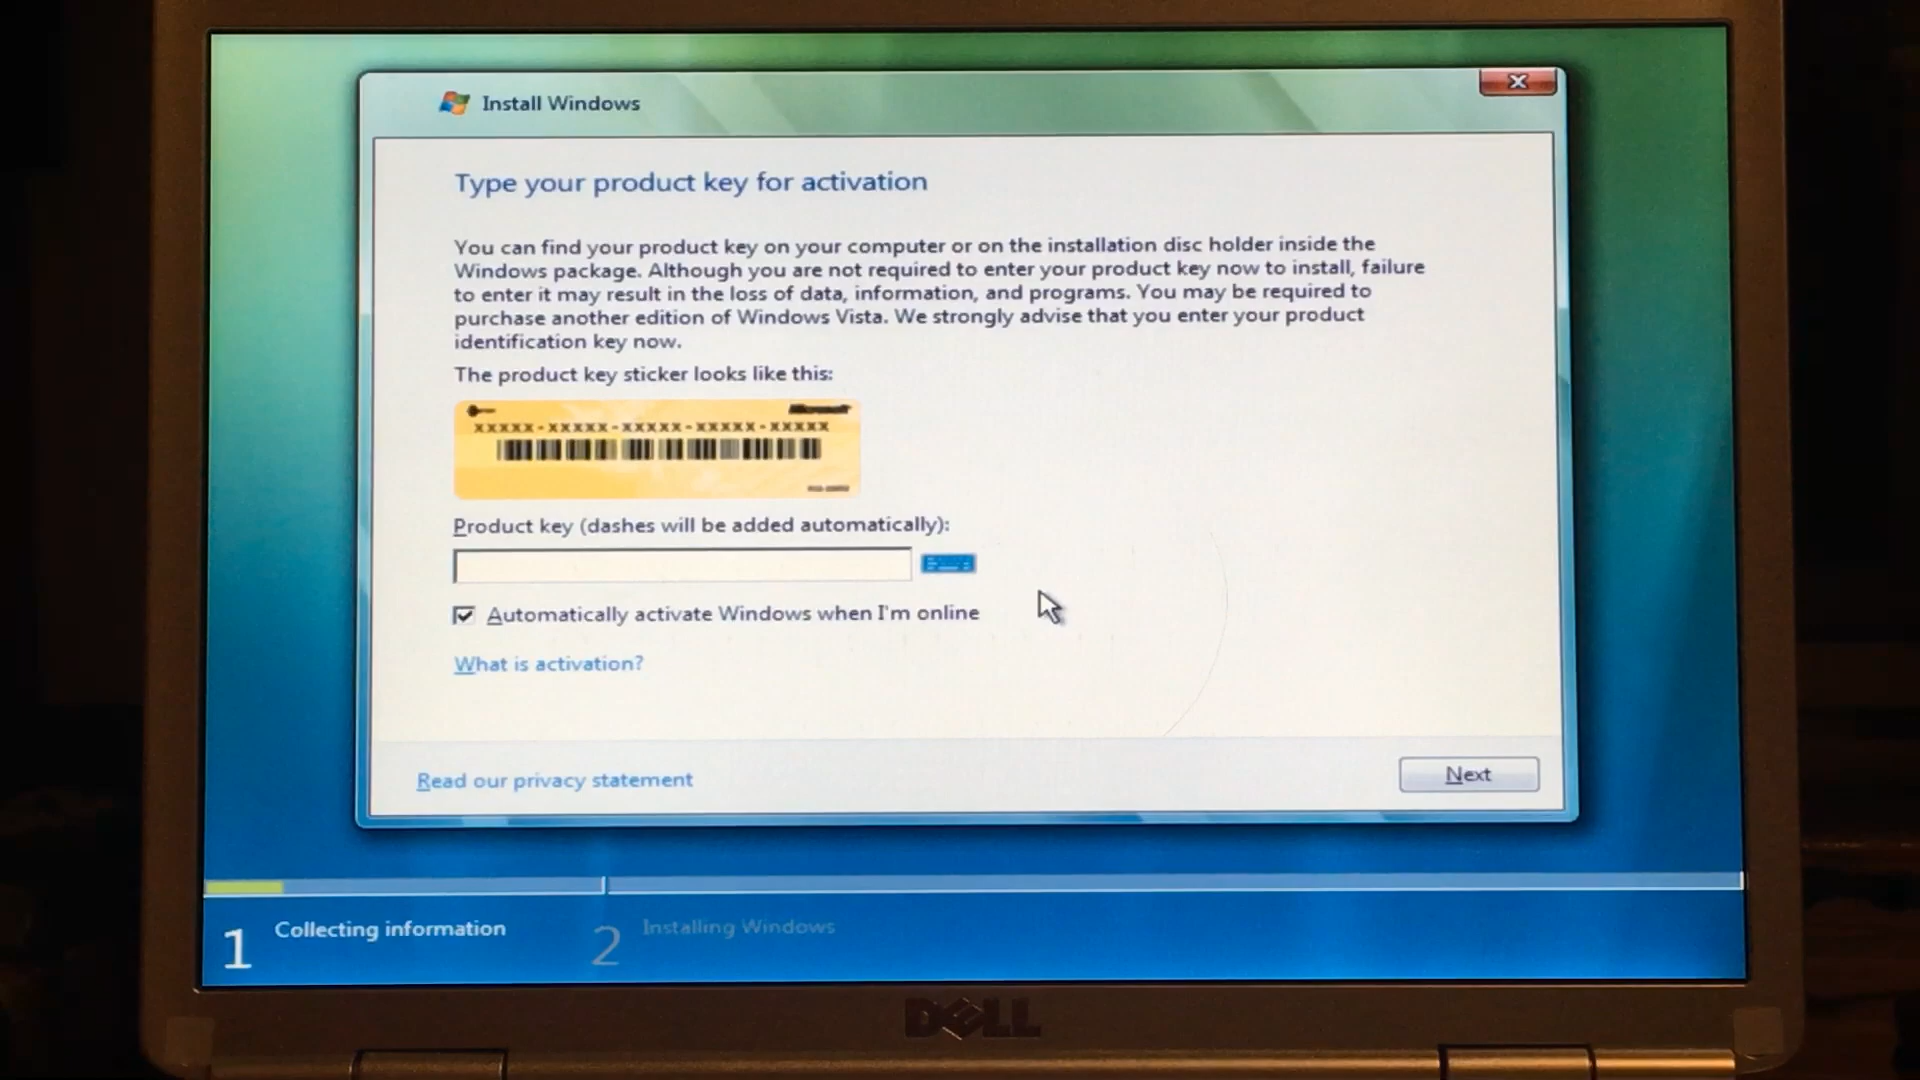 Install Windows
Type your product key for activation
You can find your product key on your computer or on the installation disc holder inside the
Windows package. Although you are not required to enter your product key now to install, failure
to enter it may result in the loss of data, information, and programs. You may be required to
purchase another edition of Windows Vista. We strongly advise that you enter your product
identification key now.
The product key sticker looks like this:
Microsoft
XXXXX-XXXXX-XXXXX-XXXXX-XXXXX
Product key (dashes will be added automatically):
Automatically activate Windows when I'm online
What is activation?
Read our privacy statement
Next
1 Collecting information
2 Installing Windows
DELL